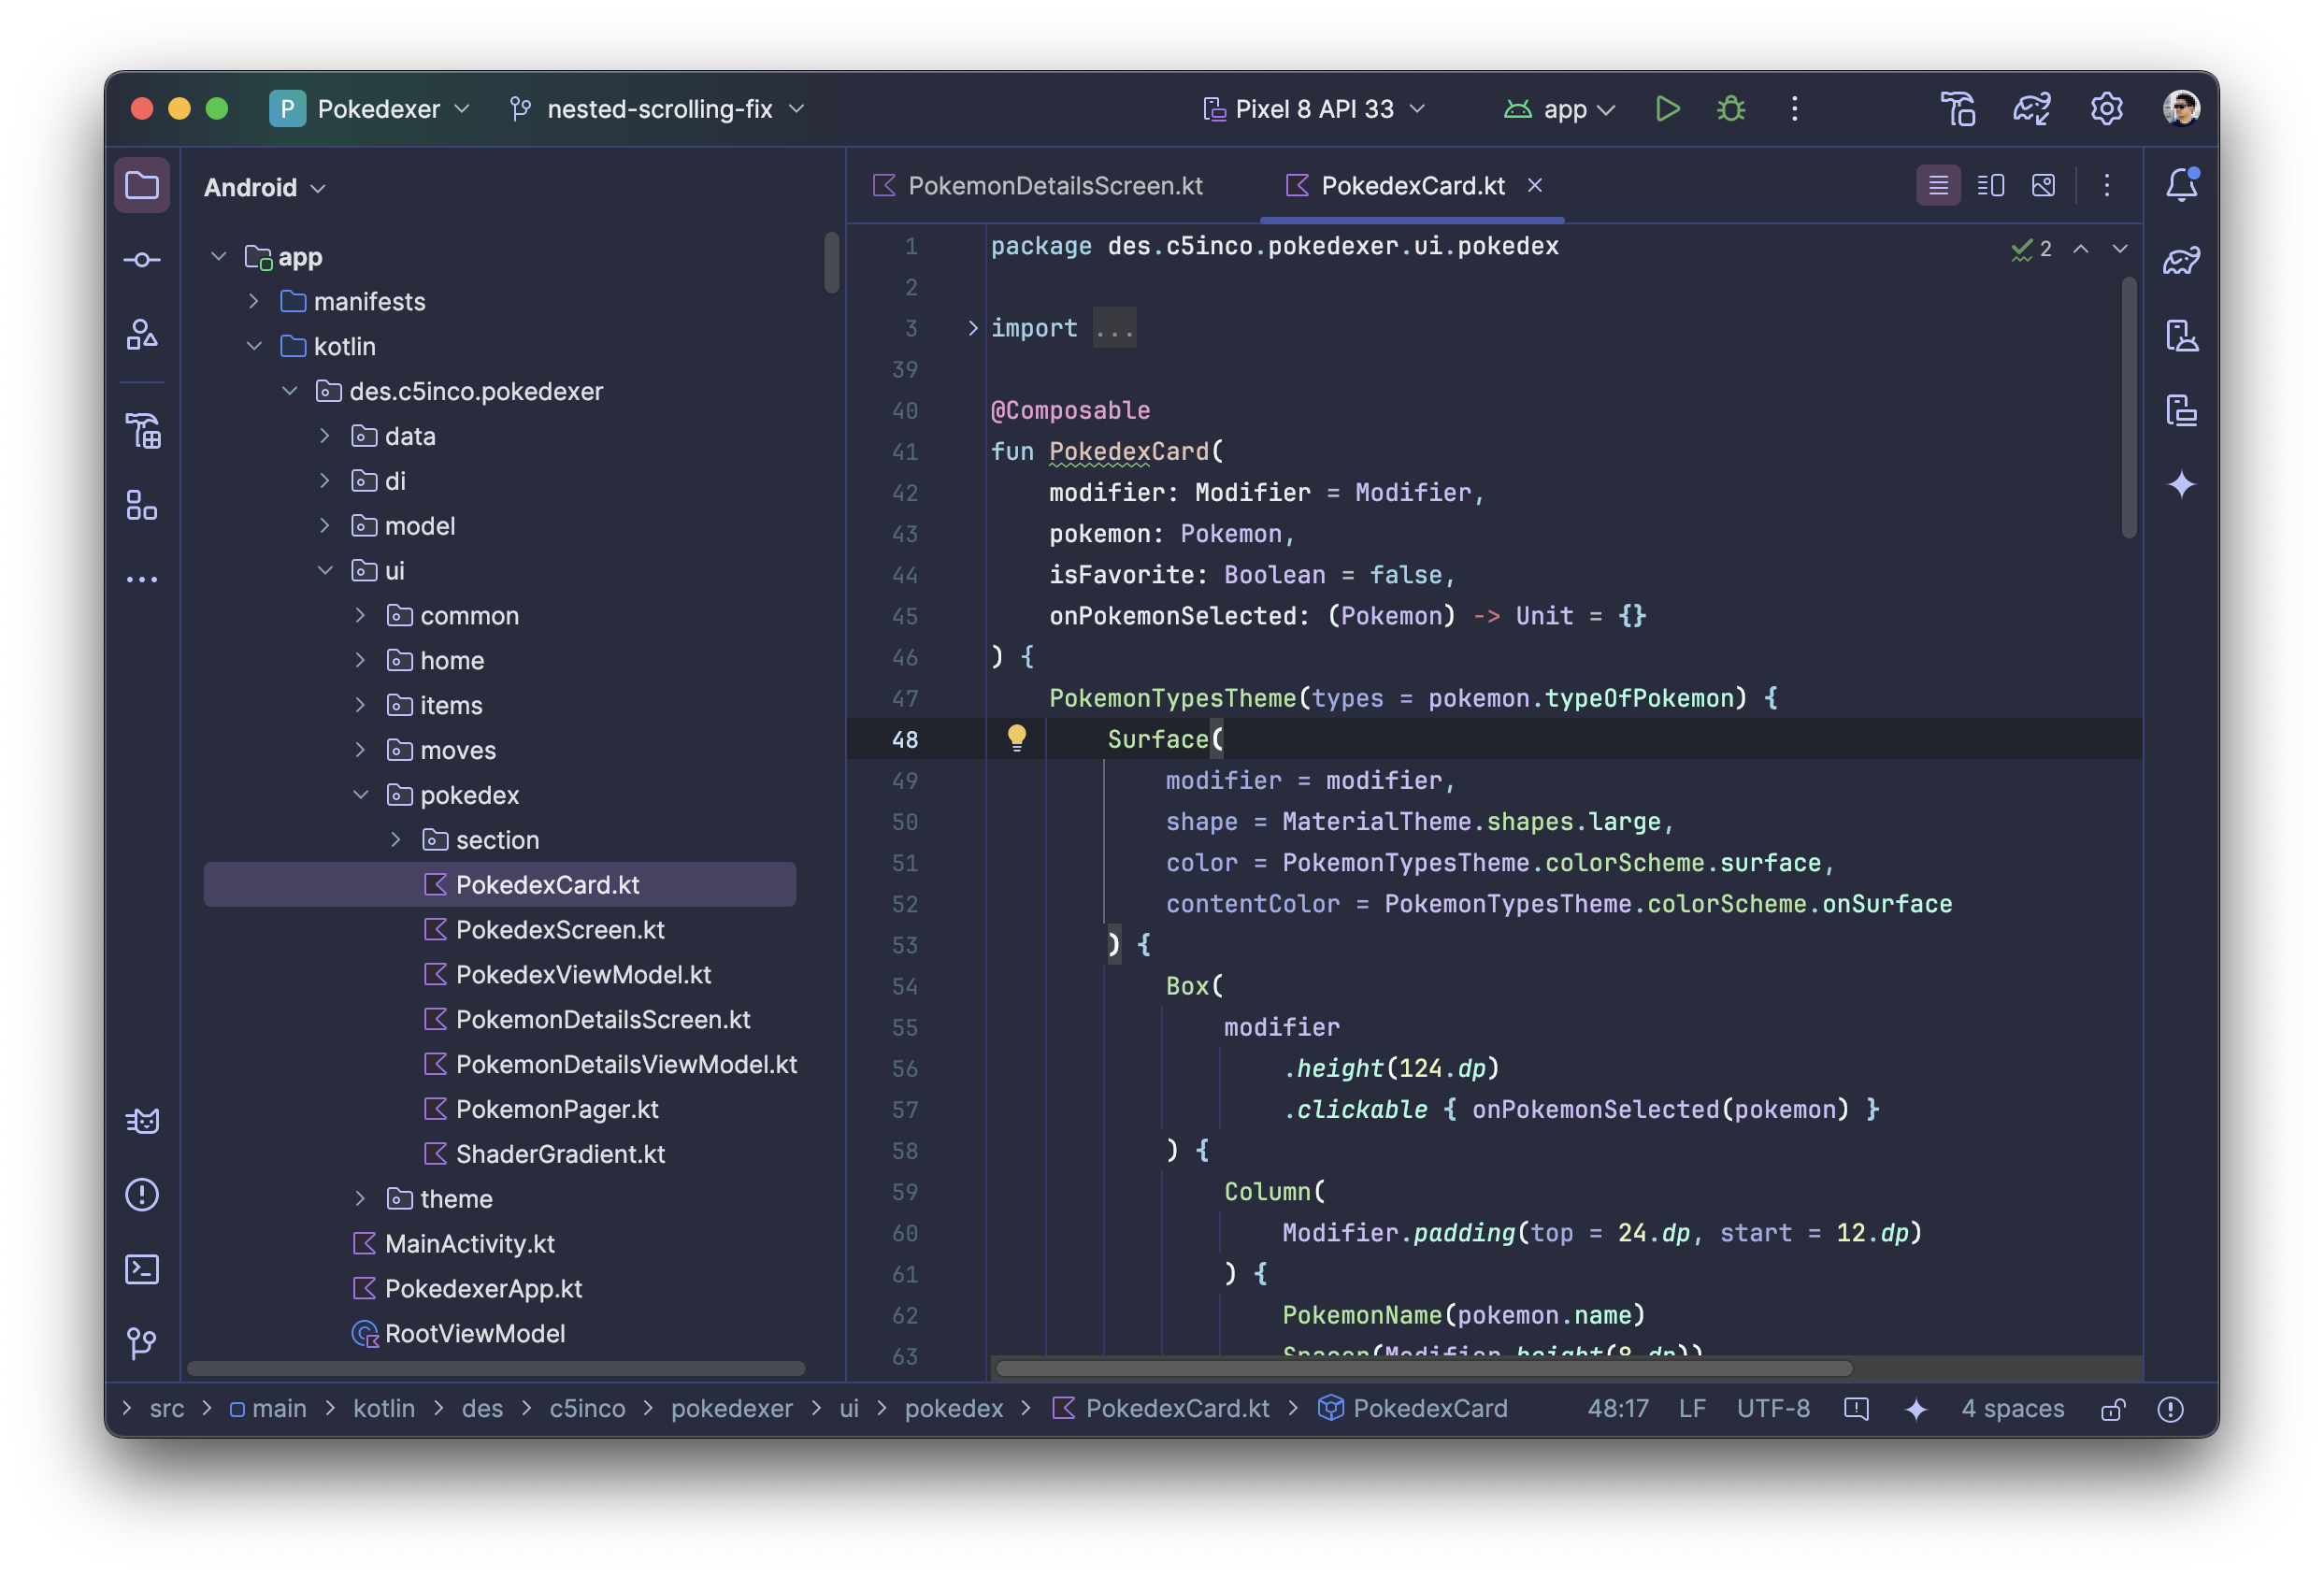 P Pokedexer nested-scrolling-fix Pixel 8 API 33 app
Android
app
manifests
kotlin
des.c5inco.pokedexer
data
di
model
ui
common
home
items
moves
pokedex
section
PokedexCard.kt
PokedexScreen.kt
PokedexViewModel.kt
PokemonDetailsScreen.kt
PokemonDetailsViewModel.kt
PokemonPager.kt
ShaderGradient.kt
theme
MainActivity.kt
PokedexerApp.kt
RootViewModel
PokemonDetailsScreen.kt PokedexCard.kt
2
1 package des.c5inco.pokedexer.ui.pokedex
2
3 import ...
39
40 @Composable
41 fun PokedexCard(
42 modifier: Modifier = Modifier,
43 pokemon: Pokemon,
44 isFavorite: Boolean = false,
45 onPokemonSelected: (Pokemon) -> Unit = {}
46 ) {
47 PokemonTypesTheme(types = pokemon.typeOfPokemon) {
48 Surface(
49 modifier = modifier,
50 shape = MaterialTheme.shapes.large,
51 color = PokemonTypesTheme.colorScheme.surface,
52 contentColor = PokemonTypesTheme.colorScheme.onSurface
53 ) {
54 Box(
55 modifier
56 .height(124.dp)
57 .clickable { onPokemonSelected(pokemon) }
58 ) {
59 Column(
60 Modifier.padding(top = 24.dp, start = 12.dp)
61 ) {
62 PokemonName(pokemon.name)
63 Spacer(Modifier.height(8.dp))
> src > main > kotlin > des > c5inco > pokedexer > ui > pokedex > PokedexCard.kt > PokedexCard 48:17 LF UTF-8 4 spaces